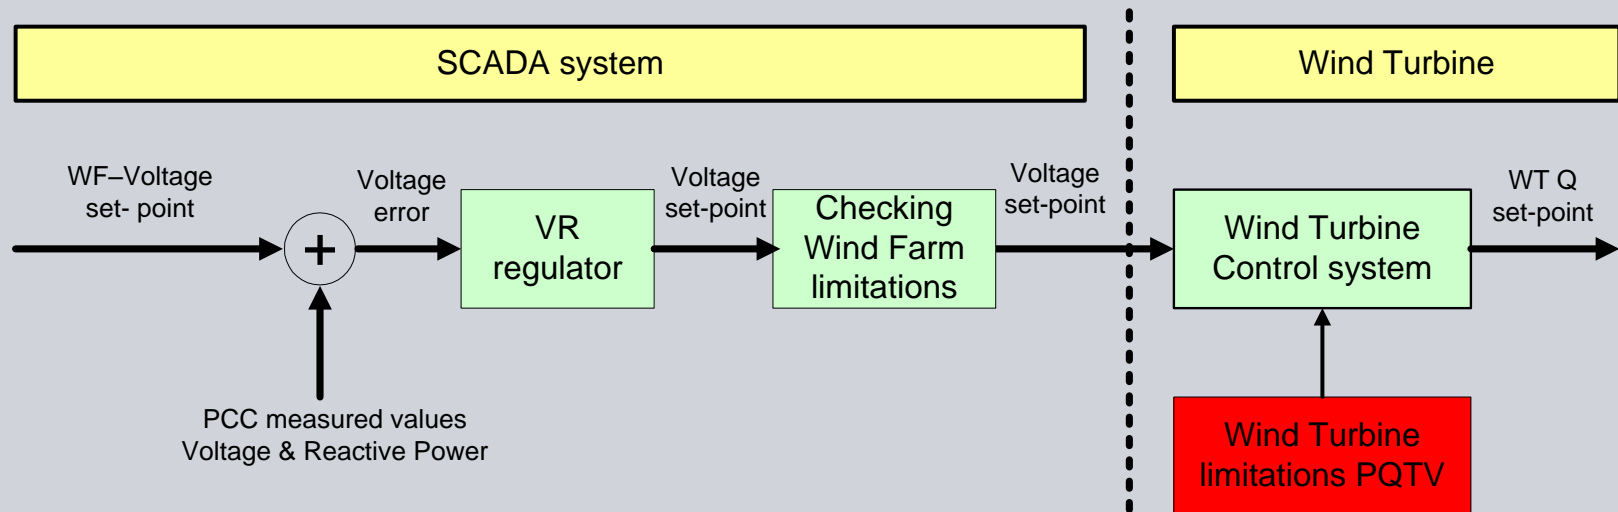 SCADA system
Wind Turbine
WF–Voltage
set- point
Voltage
error
VR
regulator
Voltage
set-point
Checking
Wind Farm
limitations
Voltage
set-point
Wind Turbine
Control system
WT Q
set-point
+
PCC measured values
Voltage & Reactive Power
Wind Turbine
limitations PQTV